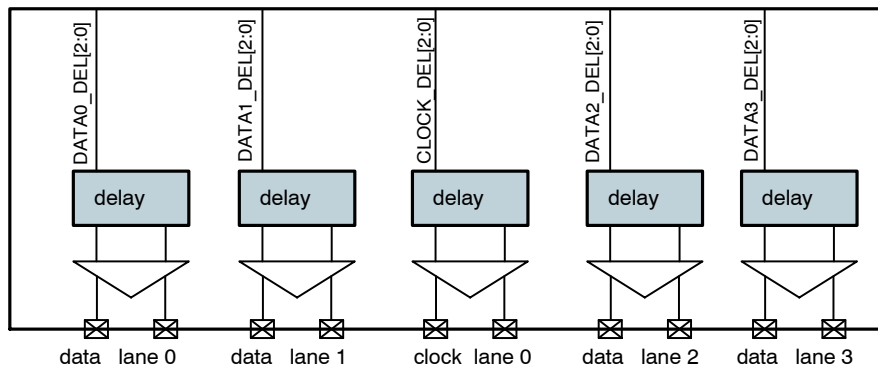 DATA0_DEL[2:0]
DATA1_DEL[2:0]
CLOCK_DEL[2:0]
DATA2_DEL[2:0]
DATA3_DEL[2:0]
delay
delay
delay
delay
delay
data lane 0
data lane 1
clock lane 0
data lane 2
data lane 3